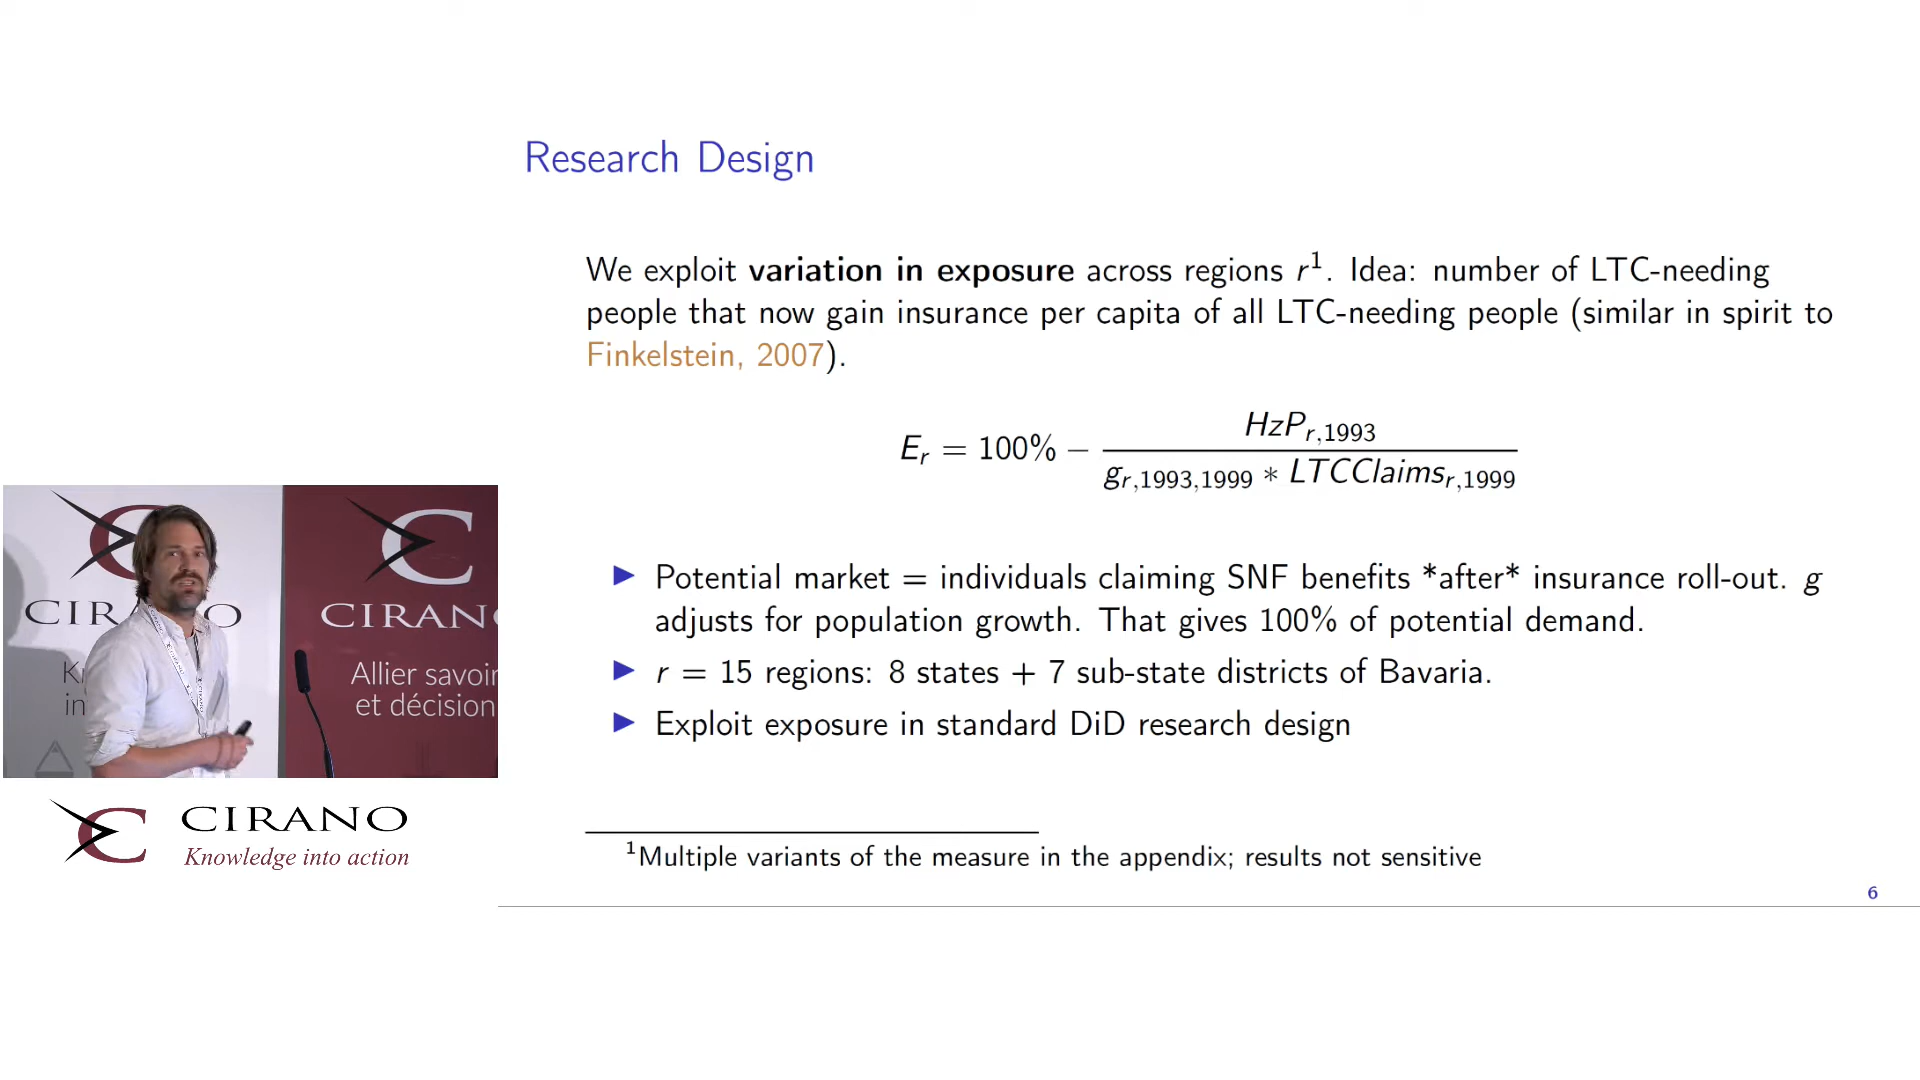 Research Design
We exploit variation in exposure across regions r¹. Idea: number of LTC-needing
people that now gain insurance per capita of all LTC-needing people (similar in spirit to
Finkelstein, 2007).
E_r = 100% − HzP_{r,1993} / (g_{r,1993,1999} * LTCClaims_{r,1999})
▶ Potential market = individuals claiming SNF benefits *after* insurance roll-out. g
adjusts for population growth. That gives 100% of potential demand.
▶ r = 15 regions: 8 states + 7 sub-state districts of Bavaria.
▶ Exploit exposure in standard DiD research design
¹Multiple variants of the measure in the appendix; results not sensitive
6
CIRANO
Allier savoir
et décision
CIRANO
Knowledge into action